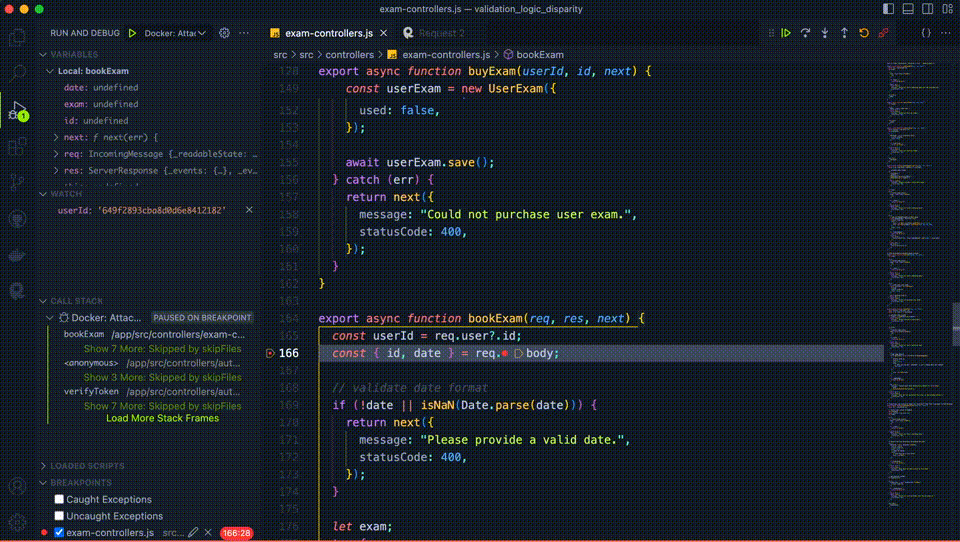 exam-controllers.js — validation_logic_disparity
RUN AND DEBUG Docker: Attac
exam-controllers.js Request 2
src > src > controllers > exam-controllers.js > bookExam
VARIABLES
Local: bookExam
date: undefined
exam: undefined
id: undefined
next: ƒ next(err) {
req: IncomingMessage {_readableState: …
res: ServerResponse {_events: {…}, _ev…
WATCH
userId: '649f2893cba8d0d6e8412182'
CALL STACK
Docker: Attac... PAUSED ON BREAKPOINT
bookExam /app/src/controllers/exam-c...
Show 7 More: Skipped by skipFiles
<anonymous> /app/src/controllers/aut...
Show 3 More: Skipped by skipFiles
verifyToken /app/src/controllers/aut...
Show 7 More: Skipped by skipFiles
Load More Stack Frames
LOADED SCRIPTS
BREAKPOINTS
Caught Exceptions
Uncaught Exceptions
exam-controllers.js src... 166:28
export async function buyExam(userId, id, next) {
149 const userExam = new UserExam({
152 used: false,
153 });
154
155 await userExam.save();
156 } catch (err) {
157 return next({
158 message: "Could not purchase user exam.",
159 statusCode: 400,
160 });
161 }
162 }
163
164 export async function bookExam(req, res, next) {
165 const userId = req.user?.id;
166 const { id, date } = req.body;
167
168 // validate date format
169 if (!date || isNaN(Date.parse(date))) {
170 return next({
171 message: "Please provide a valid date.",
172 statusCode: 400,
173 });
174 }
175
176 let exam;